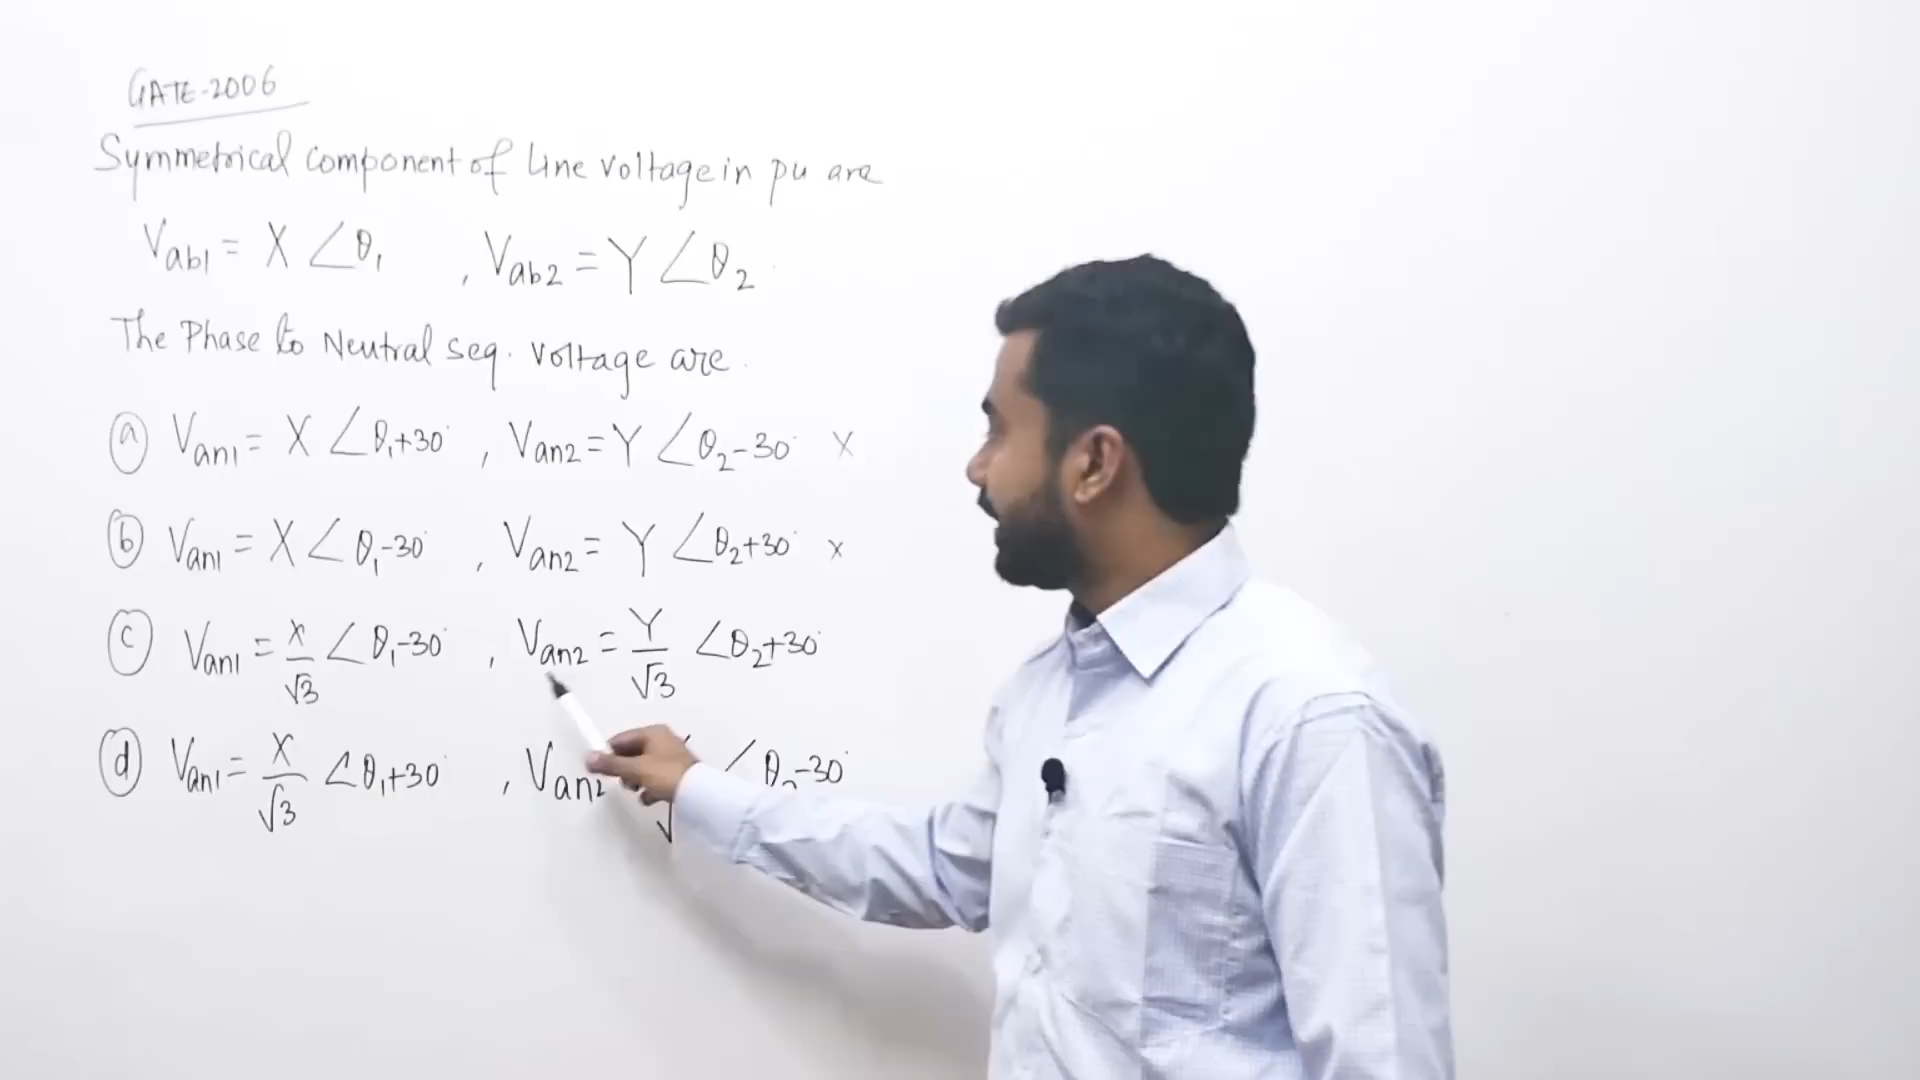 GATE-2006
Symmetrical component of Line voltage in pu are
Vab1 = X ∠θ1 , Vab2 = Y ∠θ2
The Phase to Neutral seq. voltage are.
(a) Van1 = X ∠θ1+30° , Van2 = Y ∠θ2-30° X
(b) Van1 = X ∠θ1-30° , Van2 = Y ∠θ2+30° x
(c) Van1 = X/√3 ∠θ1-30° , Van2 = Y/√3 ∠θ2+30°
(d) Van1 = X/√3 ∠θ1+30° , Van2 ∠θ2-30°